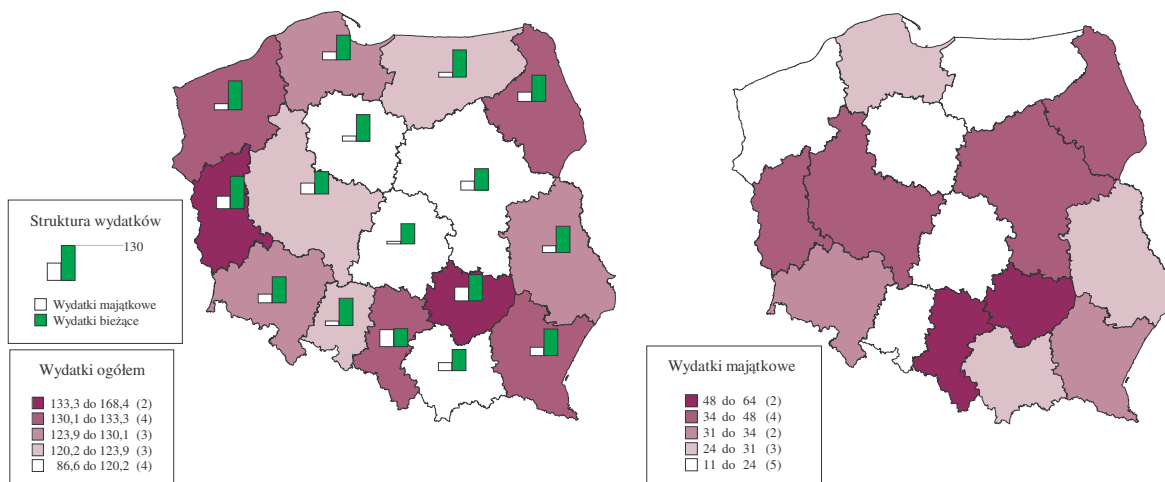 Struktura wydatków
130
Wydatki majątkowe
Wydatki bieżące
Wydatki ogółem
133,3 do 168,4 (2)
130,1 do 133,3 (4)
123,9 do 130,1 (3)
120,2 do 123,9 (3)
86,6 do 120,2 (4)
Wydatki majątkowe
48 do 64 (2)
34 do 48 (4)
31 do 34 (2)
24 do 31 (3)
11 do 24 (5)